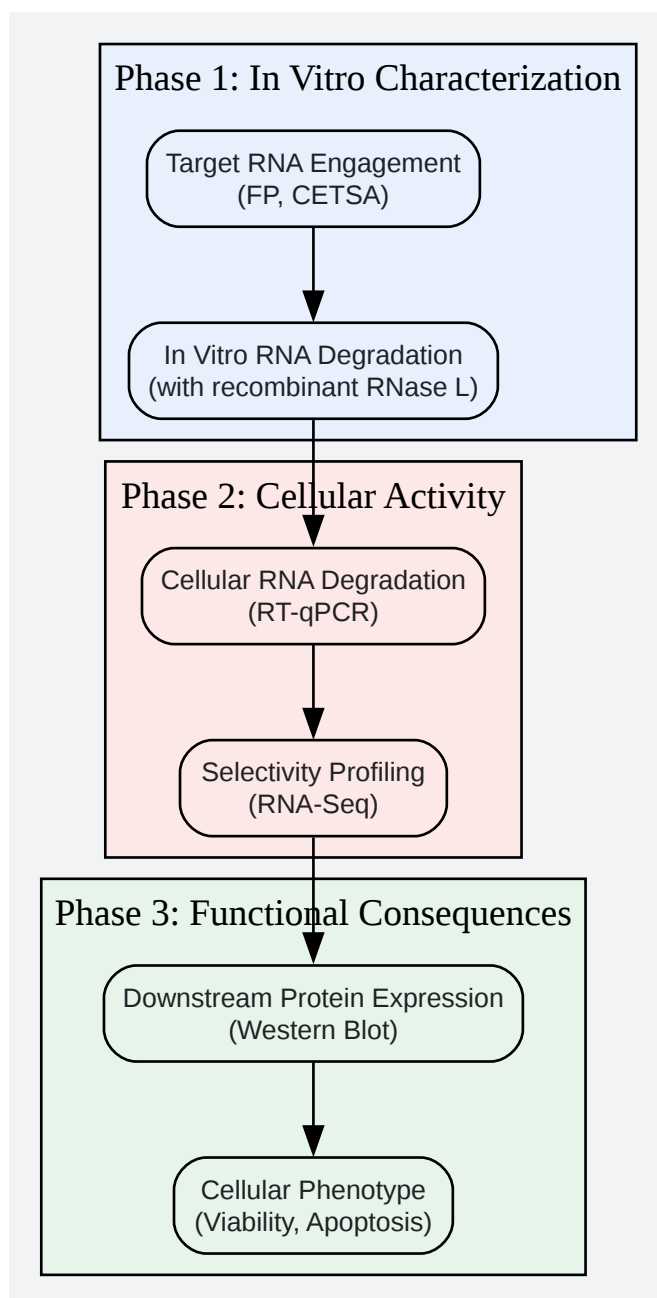 Phase 1: In Vitro Characterization
Target RNA Engagement
(FP, CETSA)
In Vitro RNA Degradation
(with recombinant RNase L)
Phase 2: Cellular Activity
Cellular RNA Degradation
(RT-qPCR)
Selectivity Profiling
(RNA-Seq)
Phase 3: Functional Consequences
Downstream Protein Expression
(Western Blot)
Cellular Phenotype
(Viability, Apoptosis)